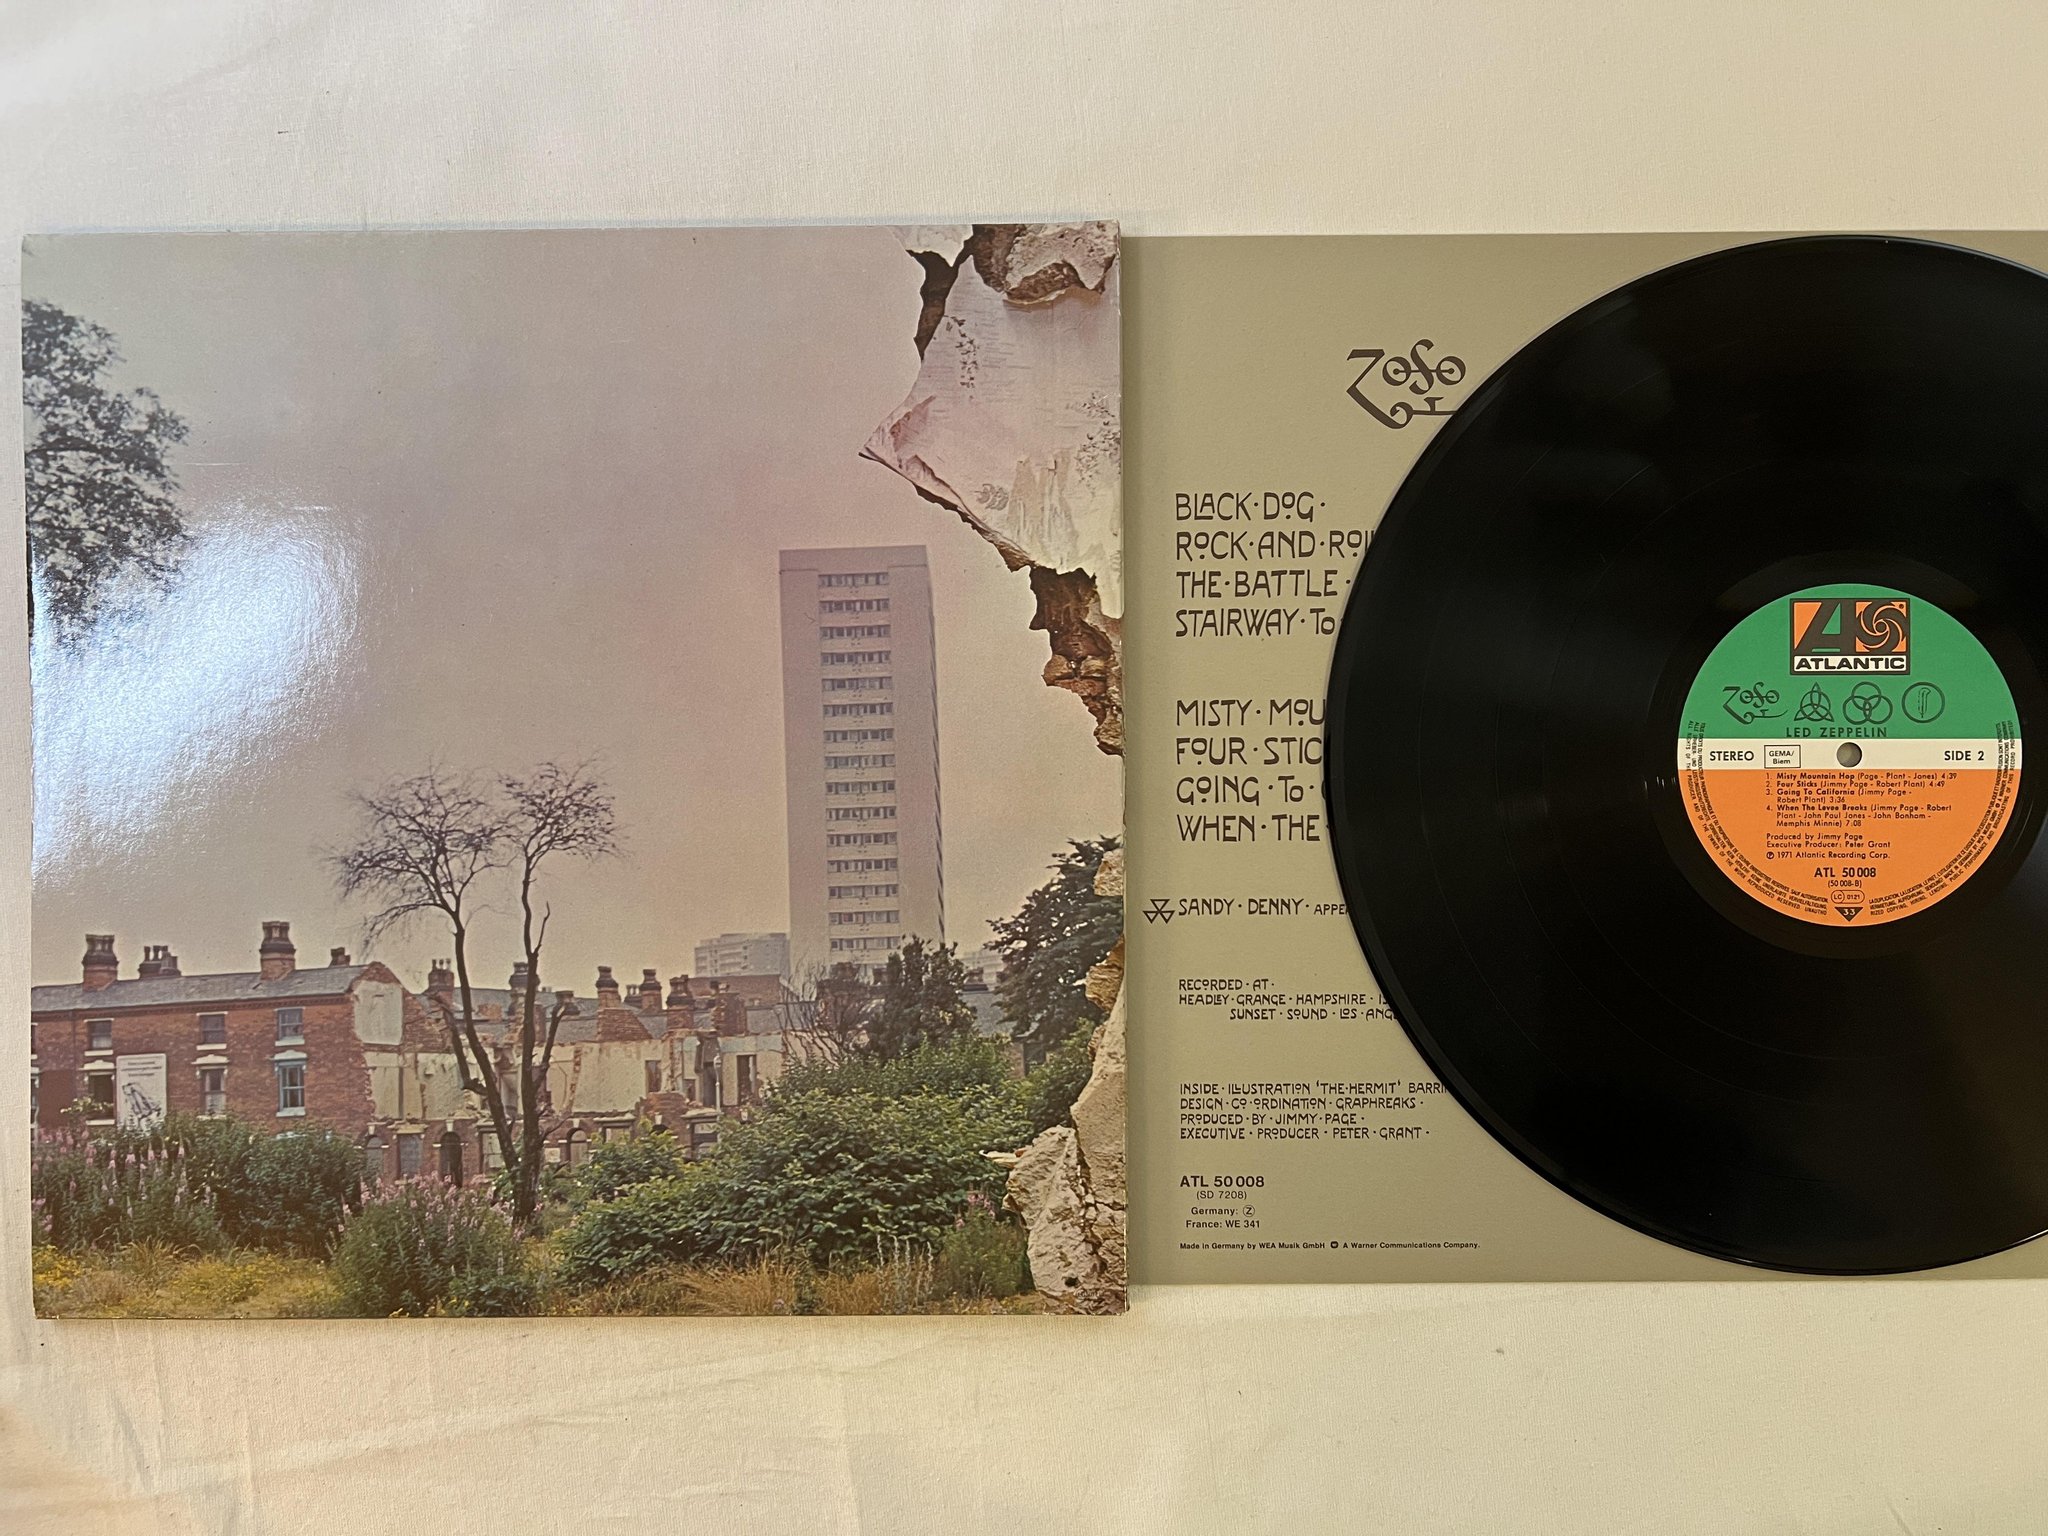 ZOSO
BLACK·DOG·
ROCK·AND·ROLL
THE·BATTLE·
STAIRWAY·TO
MISTY·MOU
FOUR·STIC
GOING·TO·
WHEN·THE
SANDY·DENNY·APPE
RECORDED·AT·
HEADLEY·GRANGE·HAMPSHIRE·IS
SUNSET·SOUND·LOS·ANGE
INSIDE·ILLUSTRATION 'THE·HERMIT' BARRI
DESIGN·CO·ORDINATION·GRAPHREAKS·
PRODUCED·BY·JIMMY·PAGE·
EXECUTIVE·PRODUCER·PETER·GRANT·
ATL 50 008
(SD 7208)
Germany: Z
France: WE 341
Made in Germany by WEA Musik GmbH A Warner Communications Company.
ATLANTIC
ZOSO
LED ZEPPELIN
STEREO GEMA/ Biem SIDE 2
1. Misty Mountain Hop (Page - Plant - Jones) 4:39
2. Four Sticks (Jimmy Page - Robert Plant) 4:49
3. Going To California (Jimmy Page -
Robert Plant) 3:36
4. When The Levee Breaks (Jimmy Page - Robert
Plant - John Paul Jones - John Bonham -
Memphis Minnie) 7:08
Produced by Jimmy Page
Executive Producer: Peter Grant
℗ 1971 Atlantic Recording Corp.
ATL 50 008
(50 008-B)
LC 0121
33